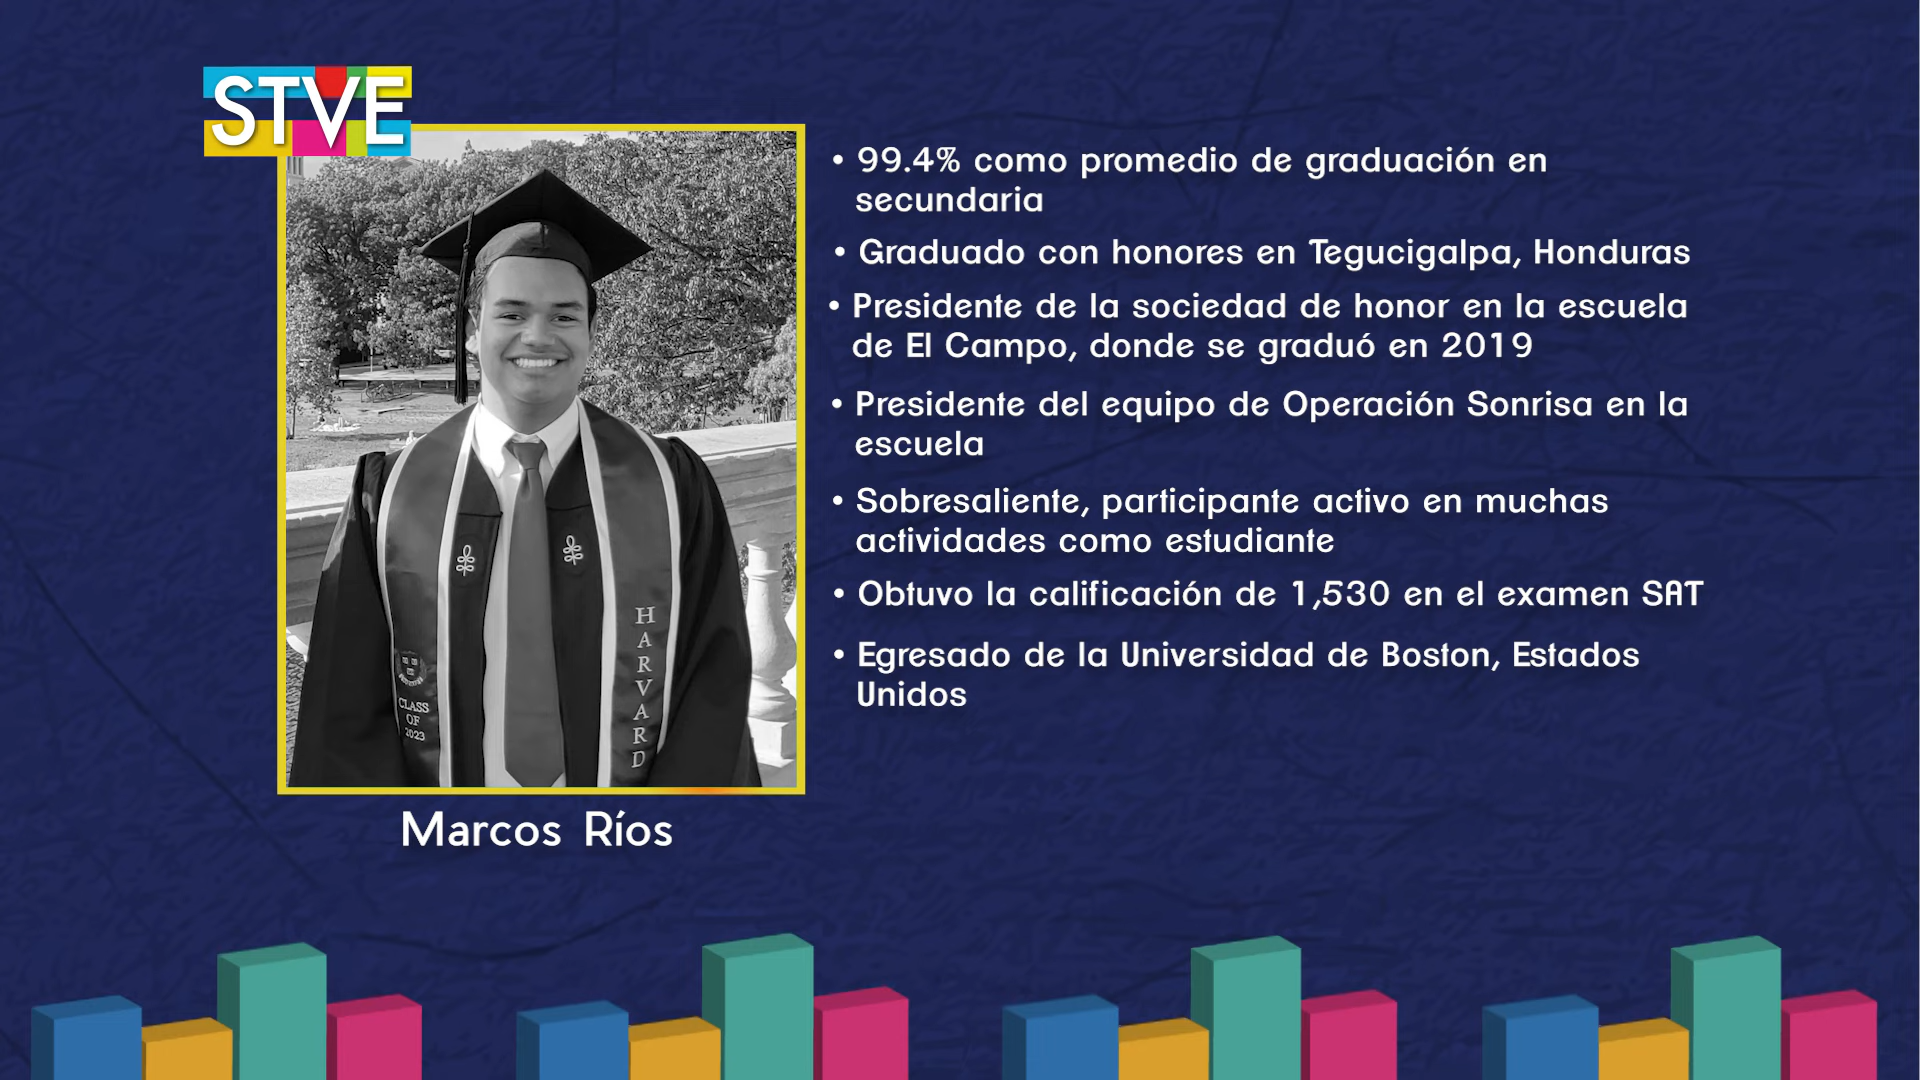 STVE
• 99.4% como promedio de graduación en
secundaria
• Graduado con honores en Tegucigalpa, Honduras
• Presidente de la sociedad de honor en la escuela
de El Campo, donde se graduó en 2019
• Presidente del equipo de Operación Sonrisa en la
escuela
• Sobresaliente, participante activo en muchas
actividades como estudiante
• Obtuvo la calificación de 1,530 en el examen SAT
• Egresado de la Universidad de Boston, Estados
Unidos
CLASS
OF
2023
HARVARD
Marcos Ríos